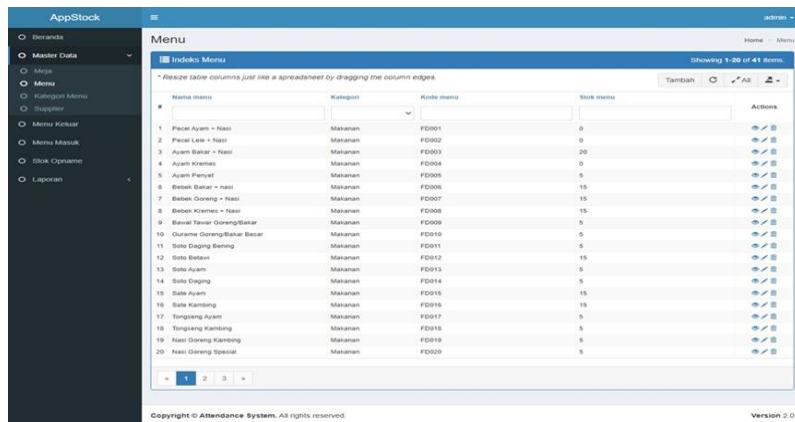 AppStock
admin
Beranda
Master Data
Meja
Menu
Kategori Menu
Supplier
Menu Keluar
Menu Masuk
Stok Opname
Laporan
Menu
Home Menu
Indeks Menu
Showing 1-20 of 41 items.
* Resize table columns just like a spreadsheet by dragging the column edges.
Tambah All
# Nama menu Kategori Kode menu Stok menu Actions
1 Pecel Ayam + Nasi Makanan FD001 0
2 Pecel Lele + Nasi Makanan FD002 0
3 Ayam Bakar + Nasi Makanan FD003 20
4 Ayam Kremes Makanan FD004 0
5 Ayam Penyet Makanan FD005 5
6 Bebek Bakar + nasi Makanan FD006 15
7 Bebek Goreng + Nasi Makanan FD007 15
8 Bebek Kremes + Nasi Makanan FD008 15
9 Bawal Tawar Goreng/Bakar Makanan FD009 5
10 Gurame Goreng/Bakar Besar Makanan FD010 5
11 Soto Daging Bening Makanan FD011 5
12 Soto Betawi Makanan FD012 15
13 Soto Ayam Makanan FD013 5
14 Soto Daging Makanan FD014 5
15 Sate Ayam Makanan FD015 15
16 Sate Kambing Makanan FD016 15
17 Tongseng Ayam Makanan FD017 5
18 Tongseng Kambing Makanan FD018 5
19 Nasi Goreng Kambing Makanan FD019 5
20 Nasi Goreng Spesial Makanan FD020 5
« 1 2 3 »
Copyright © Attendance System. All rights reserved.
Version 2.0